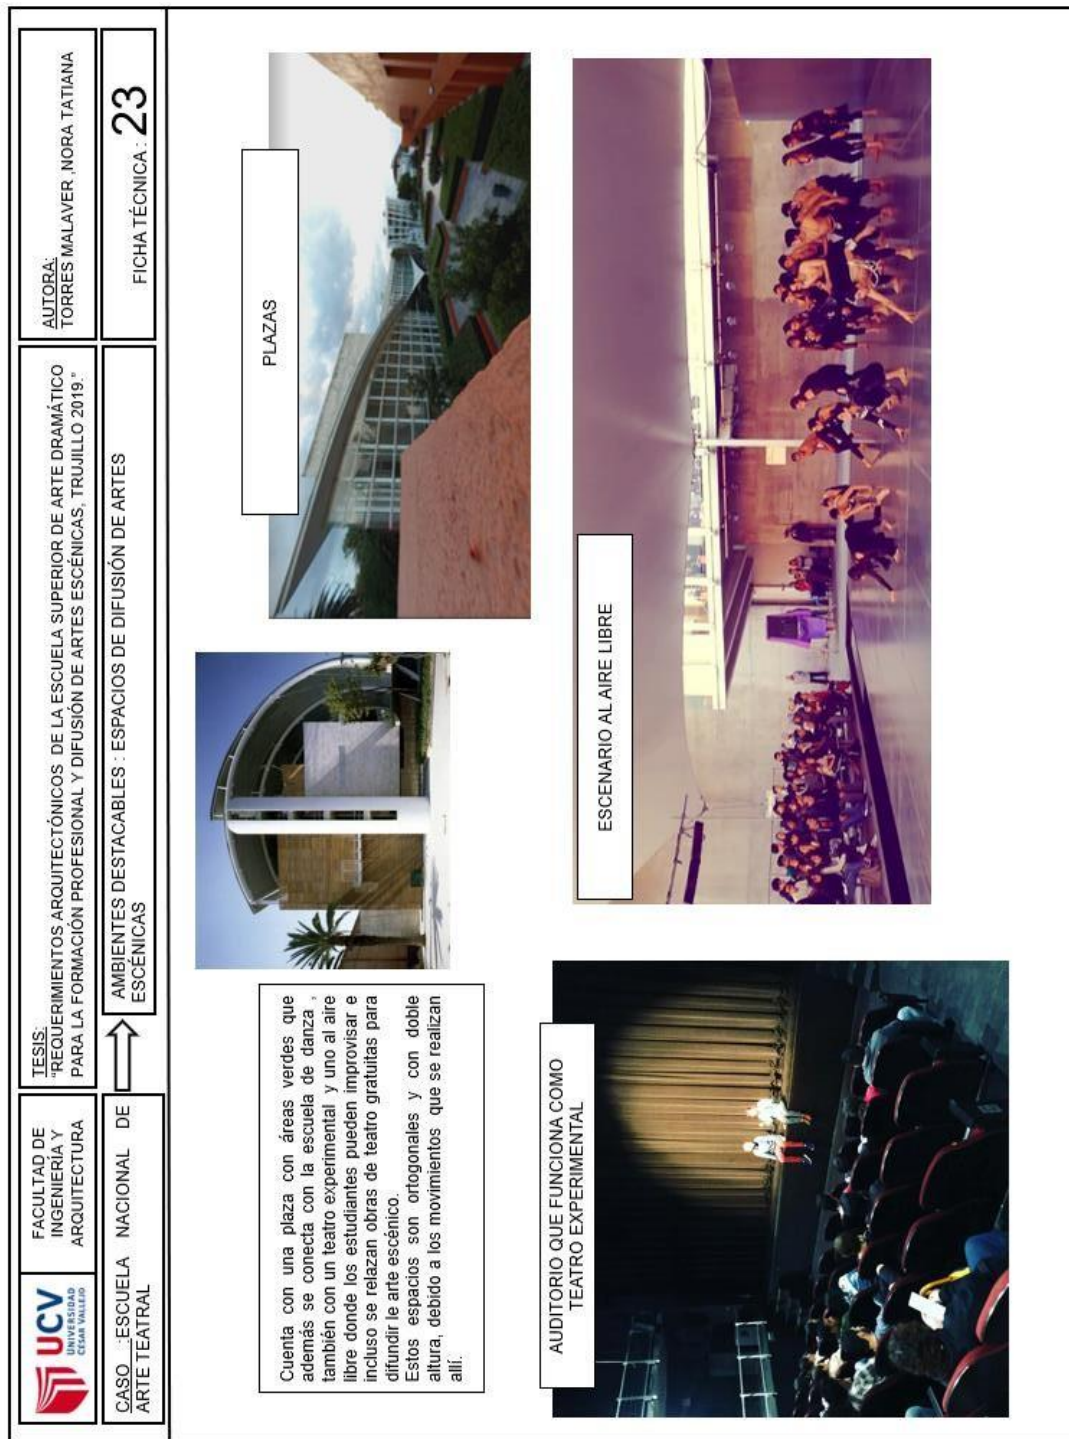 UCV
UNIVERSIDAD
CÉSAR VALLEJO
FACULTAD DE
INGENIERIA Y
ARQUITECTURA
TESIS:
“REQUERIMIENTOS ARQUITECTÓNICOS DE LA ESCUELA SUPERIOR DE ARTE DRAMÁTICO
PARA LA FORMACIÓN PROFESIONAL Y DIFUSIÓN DE ARTES ESCÉNICAS, TRUJILLO 2019.”
AUTORA:
TORRES MALAVER ,NORA TATIANA
CASO :ESCUELA NACIONAL DE
ARTE TEATRAL
AMBIENTES DESTACABLES : ESPACIOS DE DIFUSIÓN DE ARTES
ESCÉNICAS
FICHA TÉCNICA : 23
Cuenta con una plaza con áreas verdes que
además se conecta con la escuela de danza ,
también con un teatro experimental y uno al aire
libre donde los estudiantes pueden improvisar e
incluso se relazan obras de teatro gratuitas para
difundir le arte escénico.
Estos espacios son ortogonales y con doble
altura, debido a los movimientos que se realizan
allí.
PLAZAS
AUDITORIO QUE FUNCIONA COMO
TEATRO EXPERIMENTAL
ESCENARIO AL AIRE LIBRE